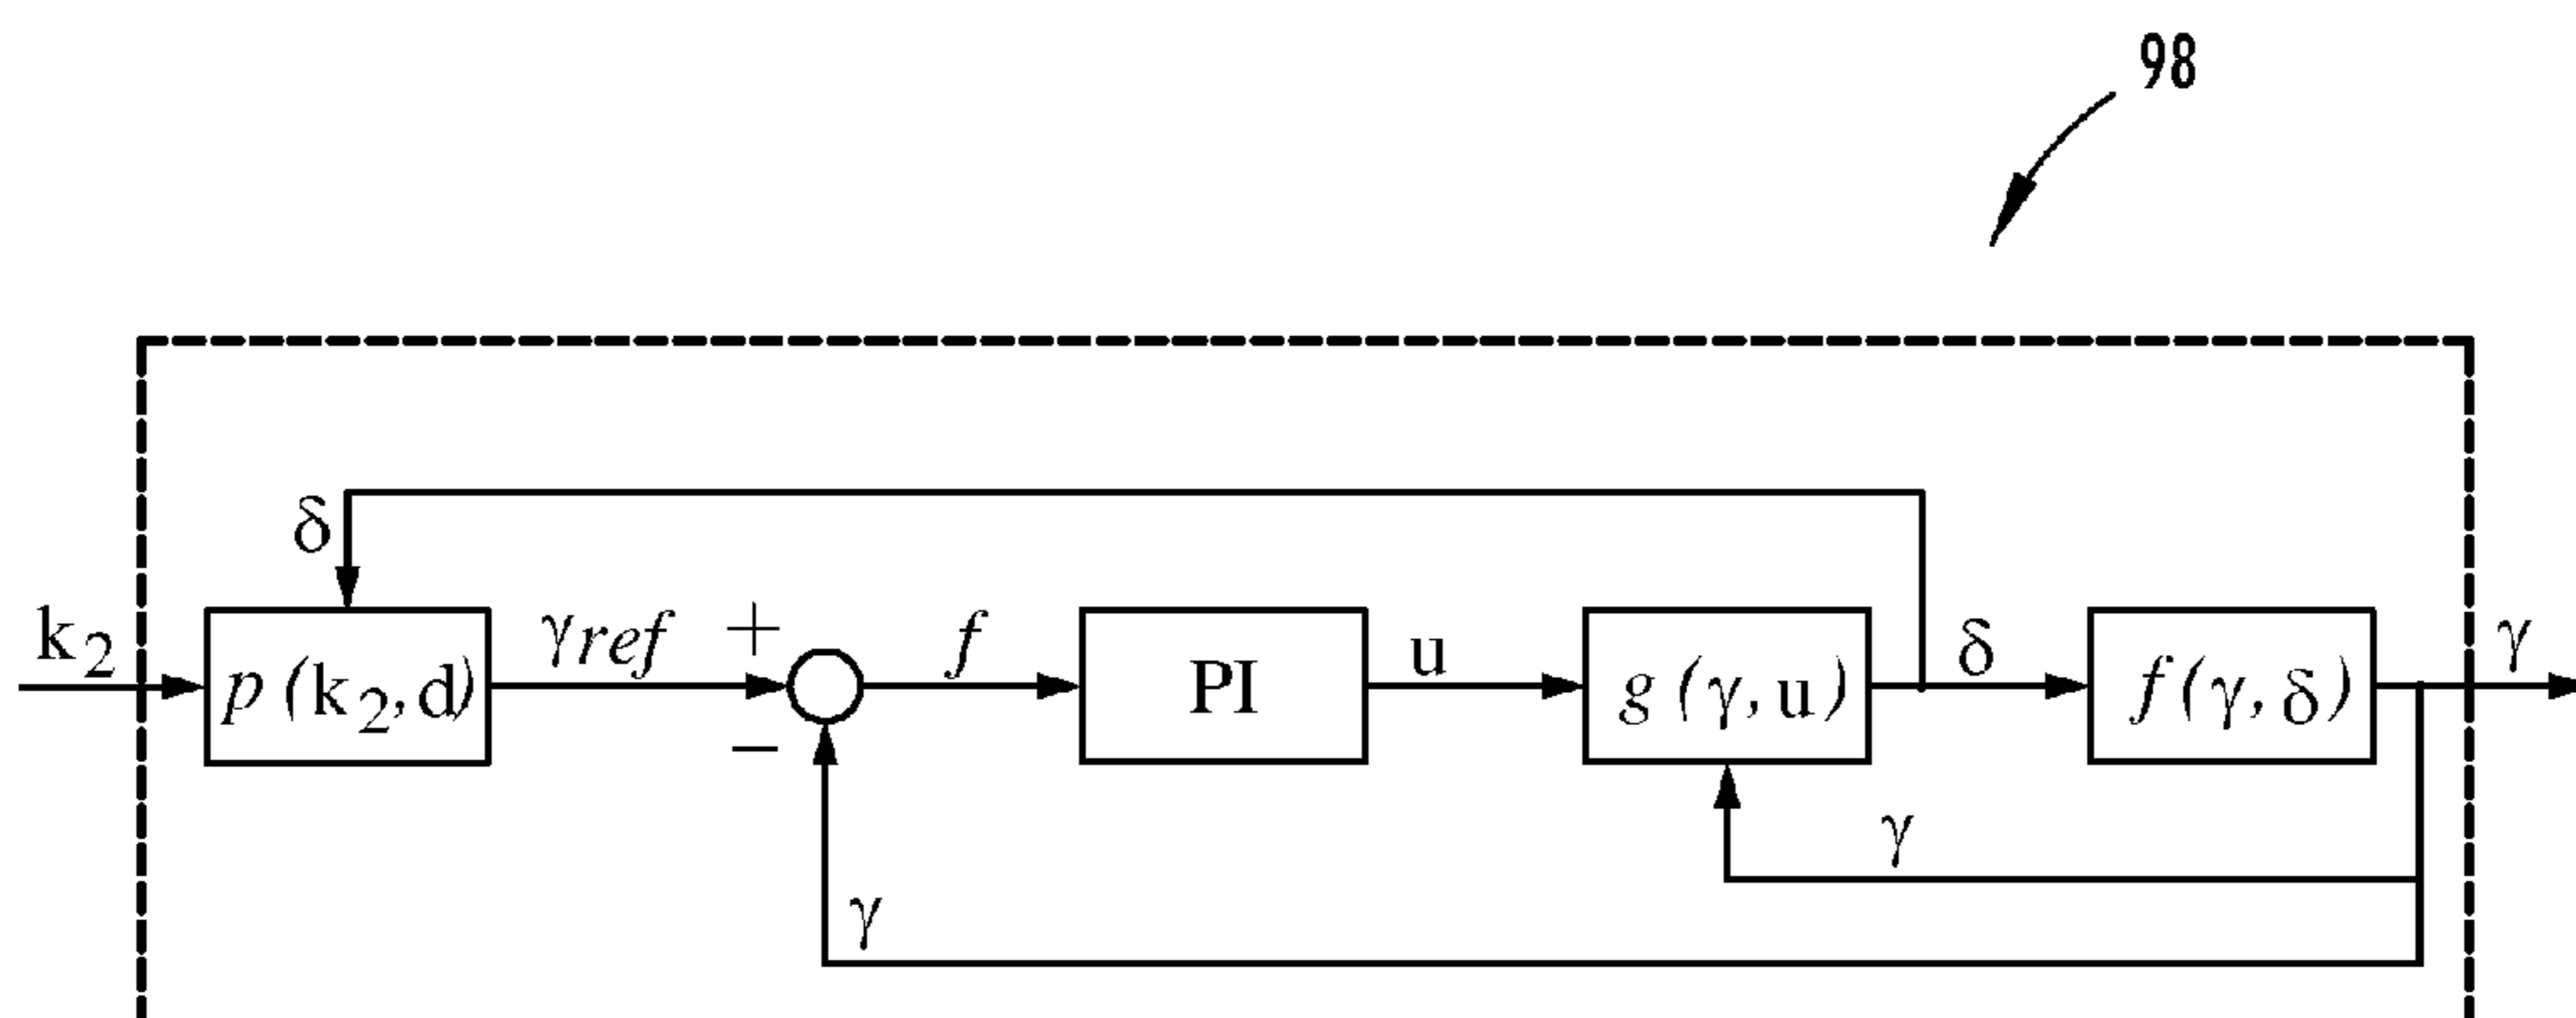 98
δ
k₂
p (k₂, d)
γref
+
−
f
PI
u
g (γ, u)
δ
f (γ, δ)
γ
γ
γ